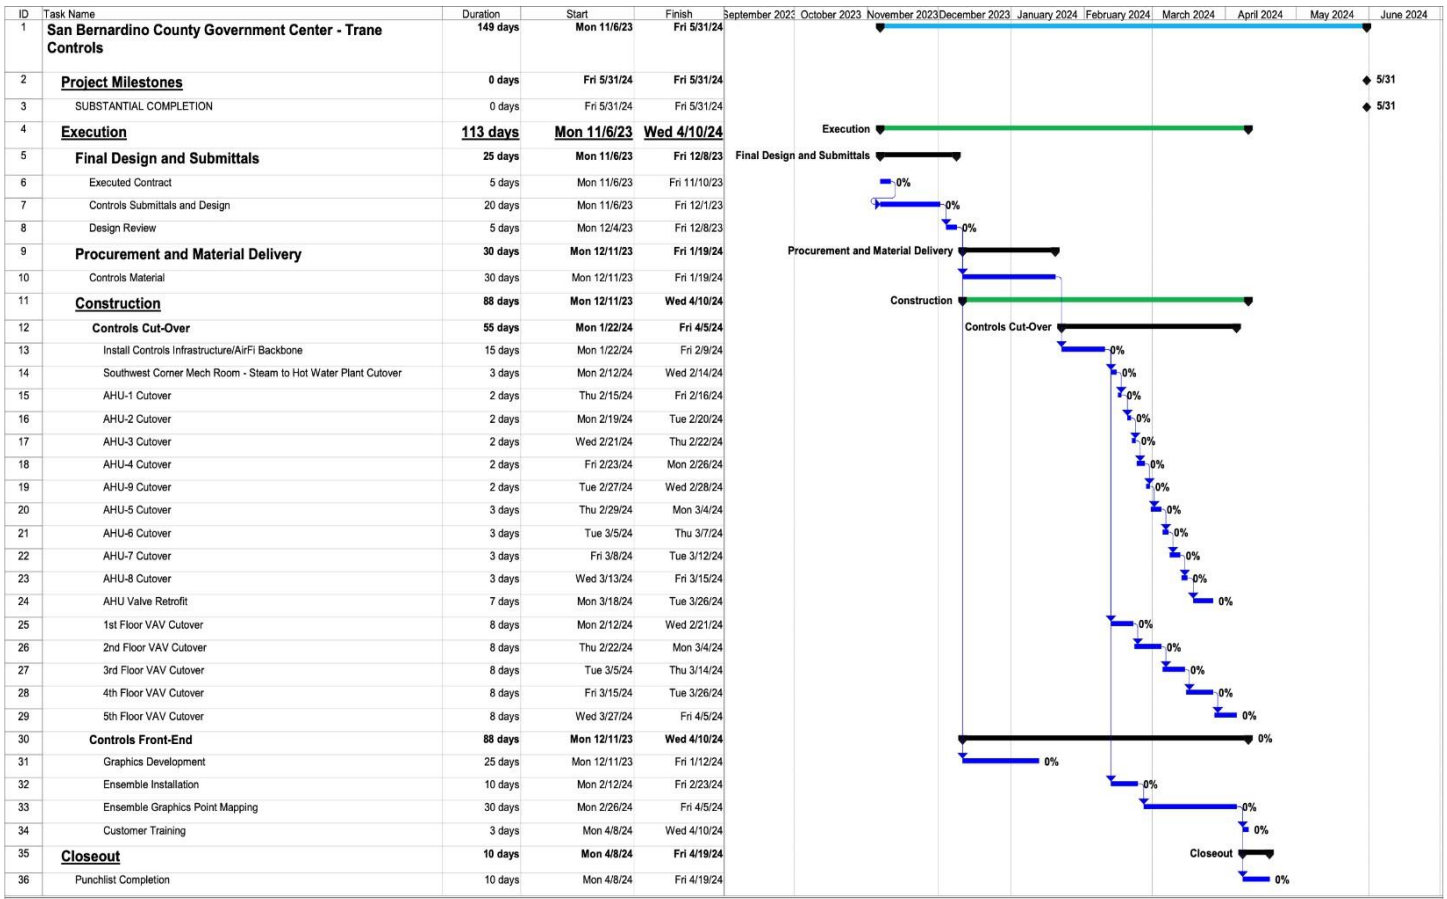 ID Task Name Duration Start Finish September 2023 October 2023 November 2023 December 2023 January 2024 February 2024 March 2024 April 2024 May 2024 June 2024
1 San Bernardino County Government Center - Trane 149 days Mon 11/6/23 Fri 5/31/24
Controls
2 Project Milestones 0 days Fri 5/31/24 Fri 5/31/24 5/31
3 SUBSTANTIAL COMPLETION 0 days Fri 5/31/24 Fri 5/31/24 5/31
4 Execution 113 days Mon 11/6/23 Wed 4/10/24 Execution
5 Final Design and Submittals 25 days Mon 11/6/23 Fri 12/8/23 Final Design and Submittals
6 Executed Contract 5 days Mon 11/6/23 Fri 11/10/23 0%
7 Controls Submittals and Design 20 days Mon 11/6/23 Fri 12/1/23 0%
8 Design Review 5 days Mon 12/4/23 Fri 12/8/23 0%
9 Procurement and Material Delivery 30 days Mon 12/11/23 Fri 1/19/24 Procurement and Material Delivery
10 Controls Material 30 days Mon 12/11/23 Fri 1/19/24
11 Construction 88 days Mon 12/11/23 Wed 4/10/24 Construction
12 Controls Cut-Over 55 days Mon 1/22/24 Fri 4/5/24 Controls Cut-Over
13 Install Controls Infrastructure/AirFi Backbone 15 days Mon 1/22/24 Fri 2/9/24 0%
14 Southwest Corner Mech Room - Steam to Hot Water Plant Cutover 3 days Mon 2/12/24 Wed 2/14/24 0%
15 AHU-1 Cutover 2 days Thu 2/15/24 Fri 2/16/24 0%
16 AHU-2 Cutover 2 days Mon 2/19/24 Tue 2/20/24 0%
17 AHU-3 Cutover 2 days Wed 2/21/24 Thu 2/22/24 0%
18 AHU-4 Cutover 2 days Fri 2/23/24 Mon 2/26/24 0%
19 AHU-9 Cutover 2 days Tue 2/27/24 Wed 2/28/24 0%
20 AHU-5 Cutover 3 days Thu 2/29/24 Mon 3/4/24 0%
21 AHU-6 Cutover 3 days Tue 3/5/24 Thu 3/7/24 0%
22 AHU-7 Cutover 3 days Fri 3/8/24 Tue 3/12/24 0%
23 AHU-8 Cutover 3 days Wed 3/13/24 Fri 3/15/24 0%
24 AHU Valve Retrofit 7 days Mon 3/18/24 Tue 3/26/24 0%
25 1st Floor VAV Cutover 8 days Mon 2/12/24 Wed 2/21/24 0%
26 2nd Floor VAV Cutover 8 days Thu 2/22/24 Mon 3/4/24 0%
27 3rd Floor VAV Cutover 8 days Tue 3/5/24 Thu 3/14/24 0%
28 4th Floor VAV Cutover 8 days Fri 3/15/24 Tue 3/26/24 0%
29 5th Floor VAV Cutover 8 days Wed 3/27/24 Fri 4/5/24 0%
30 Controls Front-End 88 days Mon 12/11/23 Wed 4/10/24 0%
31 Graphics Development 25 days Mon 12/11/23 Fri 1/12/24 0%
32 Ensemble Installation 10 days Mon 2/12/24 Fri 2/23/24 0%
33 Ensemble Graphics Point Mapping 30 days Mon 2/26/24 Fri 4/5/24 0%
34 Customer Training 3 days Mon 4/8/24 Wed 4/10/24 0%
35 Closeout 10 days Mon 4/8/24 Fri 4/19/24 Closeout
36 Punchlist Completion 10 days Mon 4/8/24 Fri 4/19/24 0%